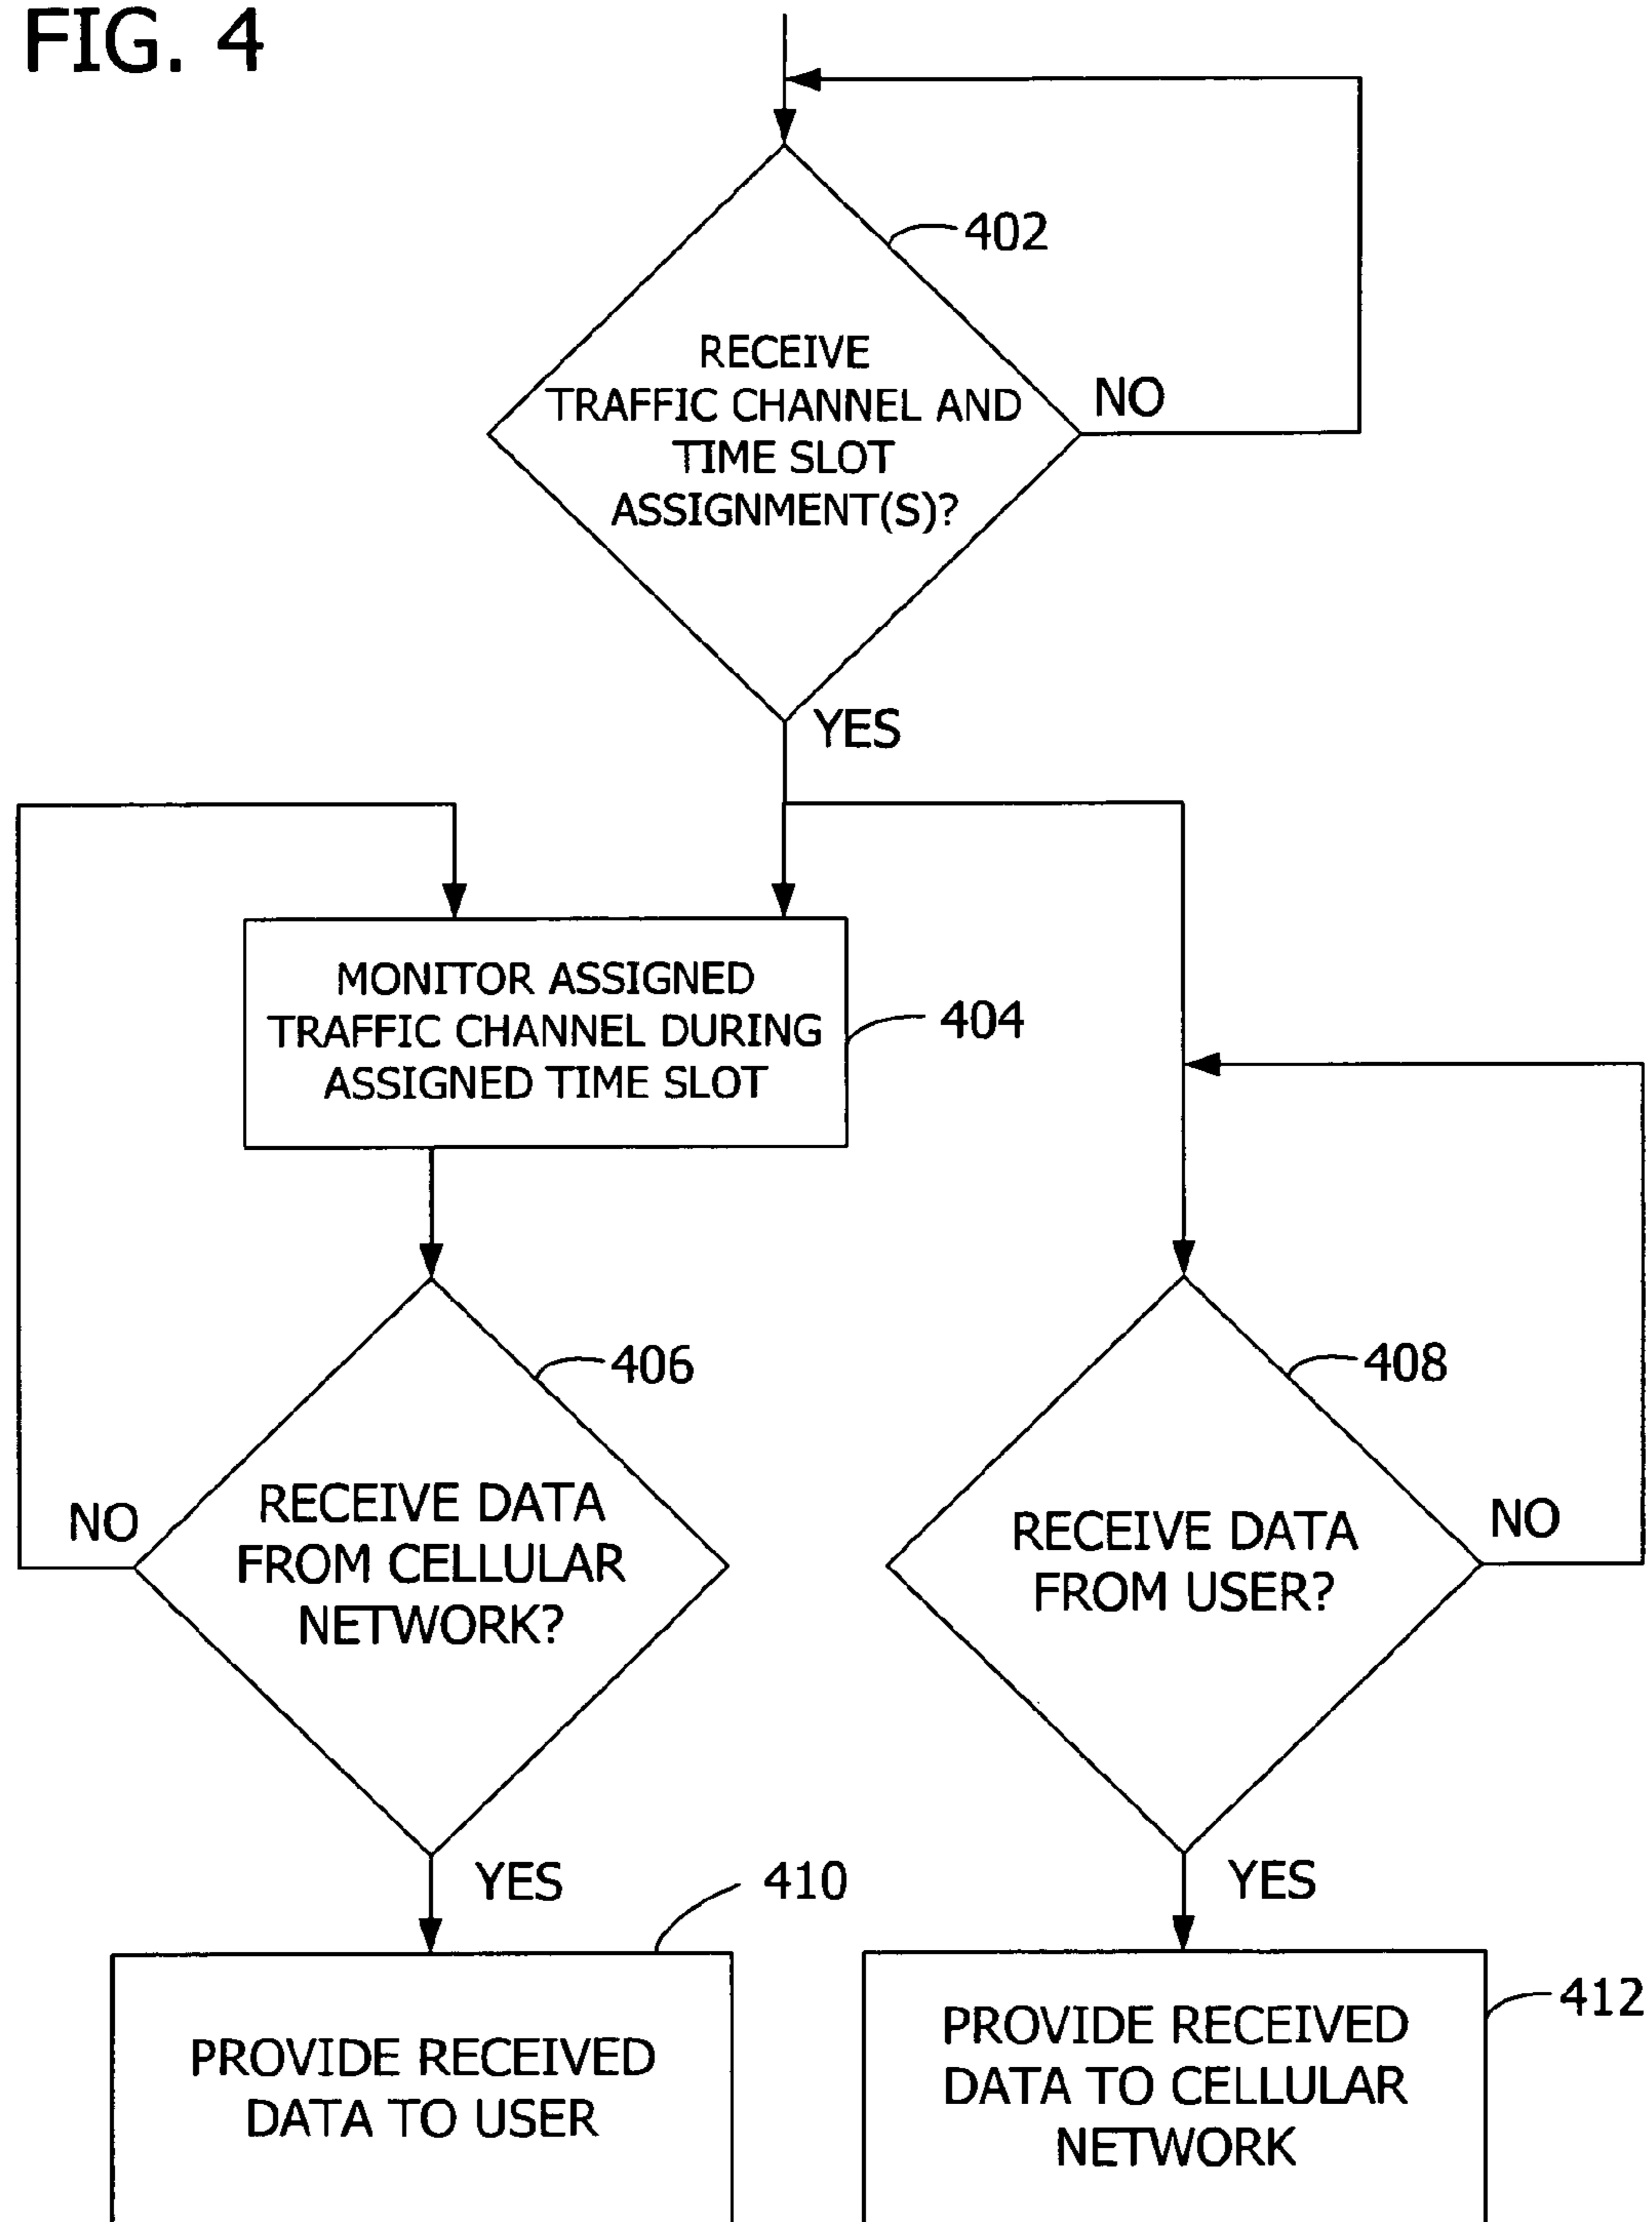 FIG. 4
402
RECEIVE
TRAFFIC CHANNEL AND
TIME SLOT
ASSIGNMENT(S)?
NO
YES
MONITOR ASSIGNED
TRAFFIC CHANNEL DURING
ASSIGNED TIME SLOT
404
406
RECEIVE DATA
FROM CELLULAR
NETWORK?
NO
YES
408
RECEIVE DATA
FROM USER?
NO
YES
410
PROVIDE RECEIVED
DATA TO USER
412
PROVIDE RECEIVED
DATA TO CELLULAR
NETWORK